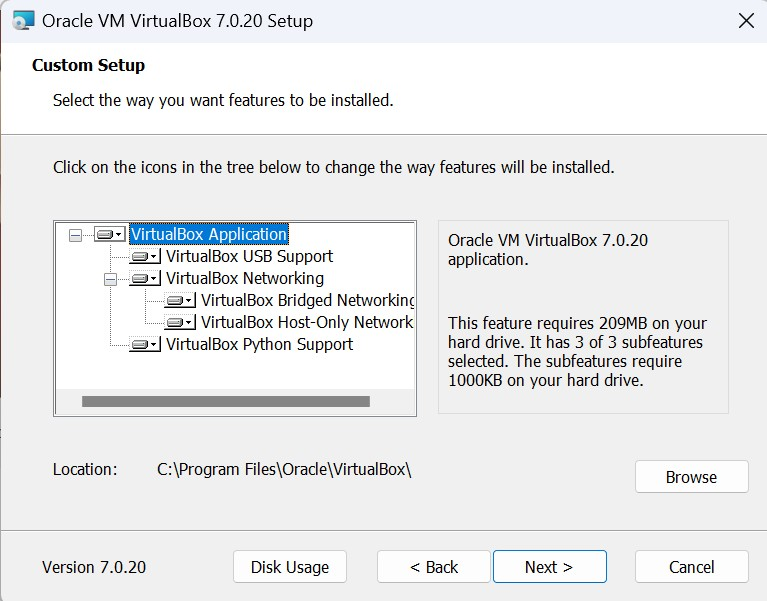 Oracle VM VirtualBox 7.0.20 Setup
Custom Setup
Select the way you want features to be installed.
Click on the icons in the tree below to change the way features will be installed.
VirtualBox Application
VirtualBox USB Support
VirtualBox Networking
VirtualBox Bridged Networking
VirtualBox Host-Only Network
VirtualBox Python Support
Oracle VM VirtualBox 7.0.20
application.
This feature requires 209MB on your
hard drive. It has 3 of 3 subfeatures
selected. The subfeatures require
1000KB on your hard drive.
Location: C:\Program Files\Oracle\VirtualBox\
Browse
Version 7.0.20
Disk Usage
< Back
Next >
Cancel